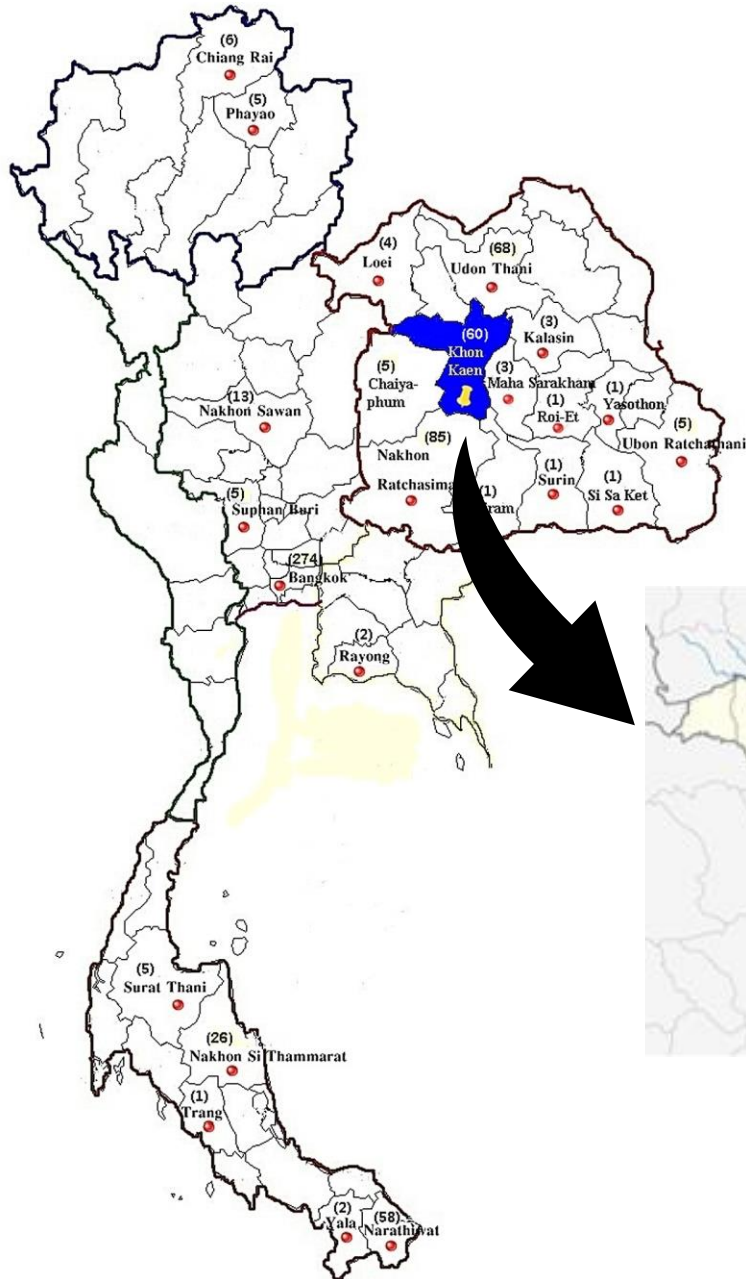 (6)
Chiang Rai
(5)
Phayao
(4)
Loei
(68)
Udon Thani
(60)
Khon
Kaen
(3)
Kalasin
(5)
Chaiya-
phum
(3)
Maha Sarakham
(1)
Roi-Et
(1)
Yasothon
(5)
Ubon Ratchathani
(13)
Nakhon Sawan
(85)
Nakhon
Ratchasima
(1)
ram
(1)
Surin
(1)
Si Sa Ket
(5)
Suphan Buri
(274)
Bangkok
(2)
Rayong
(5)
Surat Thani
(26)
Nakhon Si Thammarat
(1)
Trang
(2)
Yala
(58)
Narathiwat